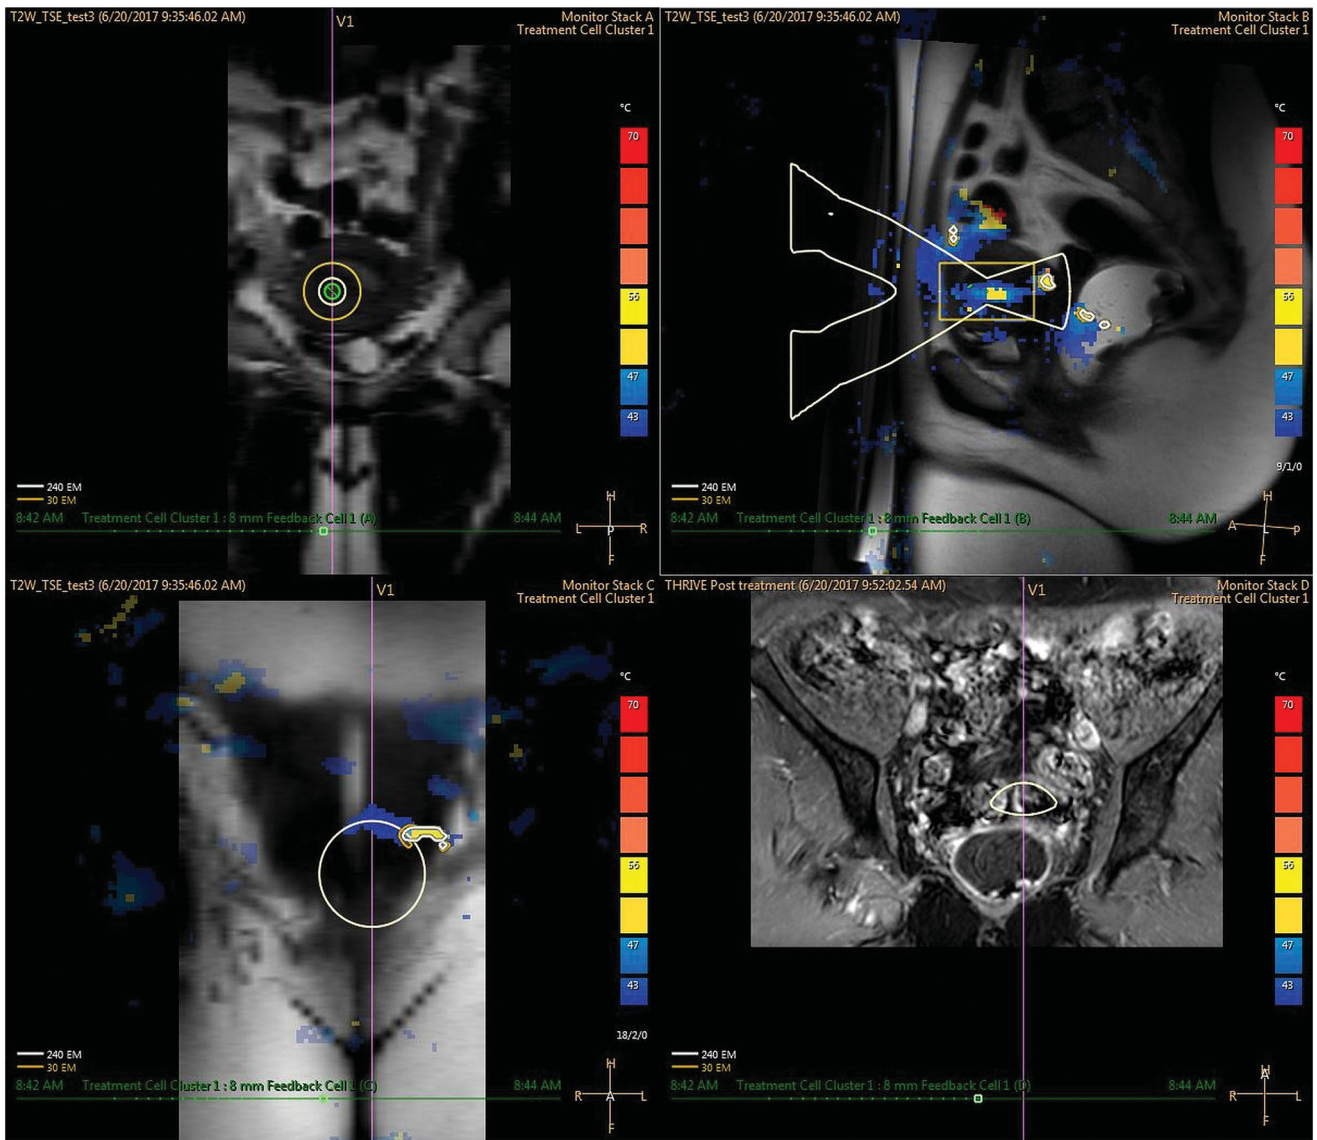 T2W_TSE_test3 (6/20/2017 9:35:46.02 AM)
V1
Monitor Stack A
Treatment Cell Cluster 1
°C
70
56
47
43
240 EM
30 EM
8:42 AM Treatment Cell Cluster 1 : 8 mm Feedback Cell 1 (A) 8:44 AM
H
L P R
F
T2W_TSE_test3 (6/20/2017 9:35:46.02 AM)
Monitor Stack B
Treatment Cell Cluster 1
°C
70
56
47
43
9/1/0
240 EM
30 EM
8:42 AM Treatment Cell Cluster 1 : 8 mm Feedback Cell 1 (B) 8:44 AM
H
A L P
F
T2W_TSE_test3 (6/20/2017 9:35:46.02 AM)
V1
Monitor Stack C
Treatment Cell Cluster 1
°C
70
56
47
43
18/2/0
240 EM
30 EM
8:42 AM Treatment Cell Cluster 1 : 8 mm Feedback Cell 1 (C) 8:44 AM
H
R A L
F
THRIVE Post treatment (6/20/2017 9:52:02.54 AM)
V1
Monitor Stack D
Treatment Cell Cluster 1
°C
70
56
47
43
240 EM
30 EM
8:42 AM Treatment Cell Cluster 1 : 8 mm Feedback Cell 1 (D) 8:44 AM
R L
F